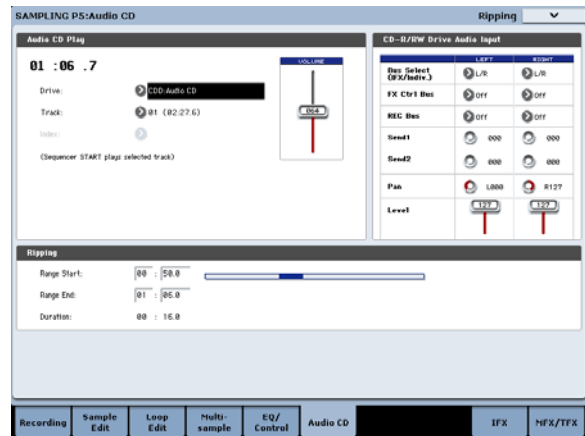 SAMPLING P5:Audio CD
Ripping
Audio CD Play
01 :06 .7
Drive: CDD:Audio CD
Track: 01 (02:27.6)
Index:
(Sequencer START plays selected track)
VOLUME
064
CD-R/RW Drive Audio Input
LEFT RIGHT
Bus Select (IFX/Indiv.) L/R L/R
FX Ctrl Bus Off Off
REC Bus Off Off
Send1 000 000
Send2 000 000
Pan L000 R127
Level 127 127
Ripping
Range Start: 00 : 50.0
Range End: 01 : 06.0
Duration: 00 : 16.0
Recording Sample Edit Loop Edit Multi-sample EQ/Control Audio CD IFX MFX/TFX